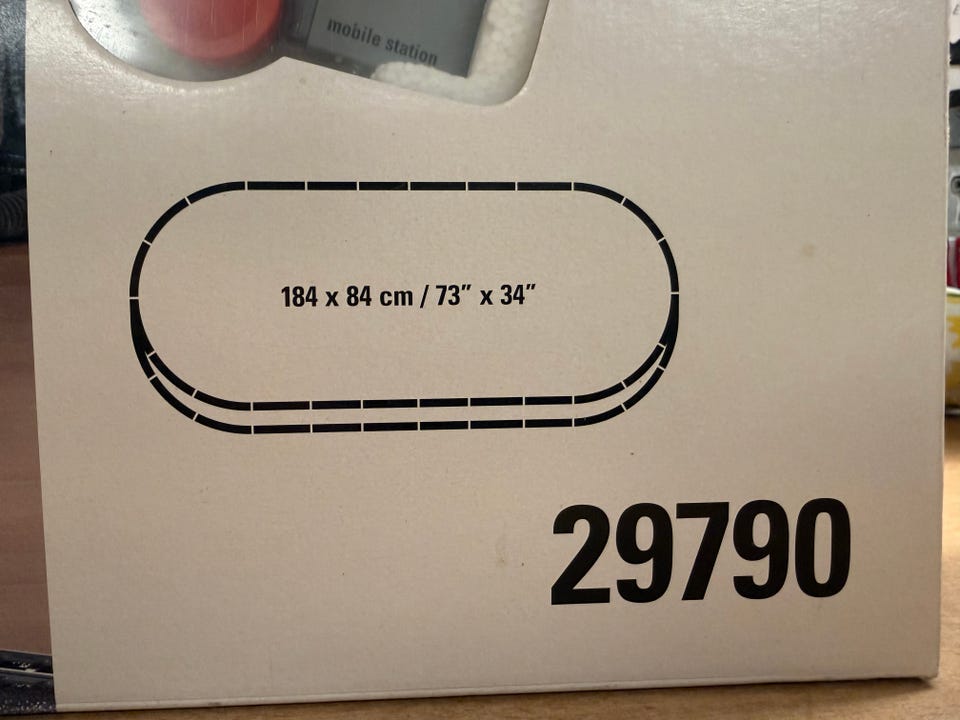 mobile station
184 x 84 cm / 73" x 34"
29790